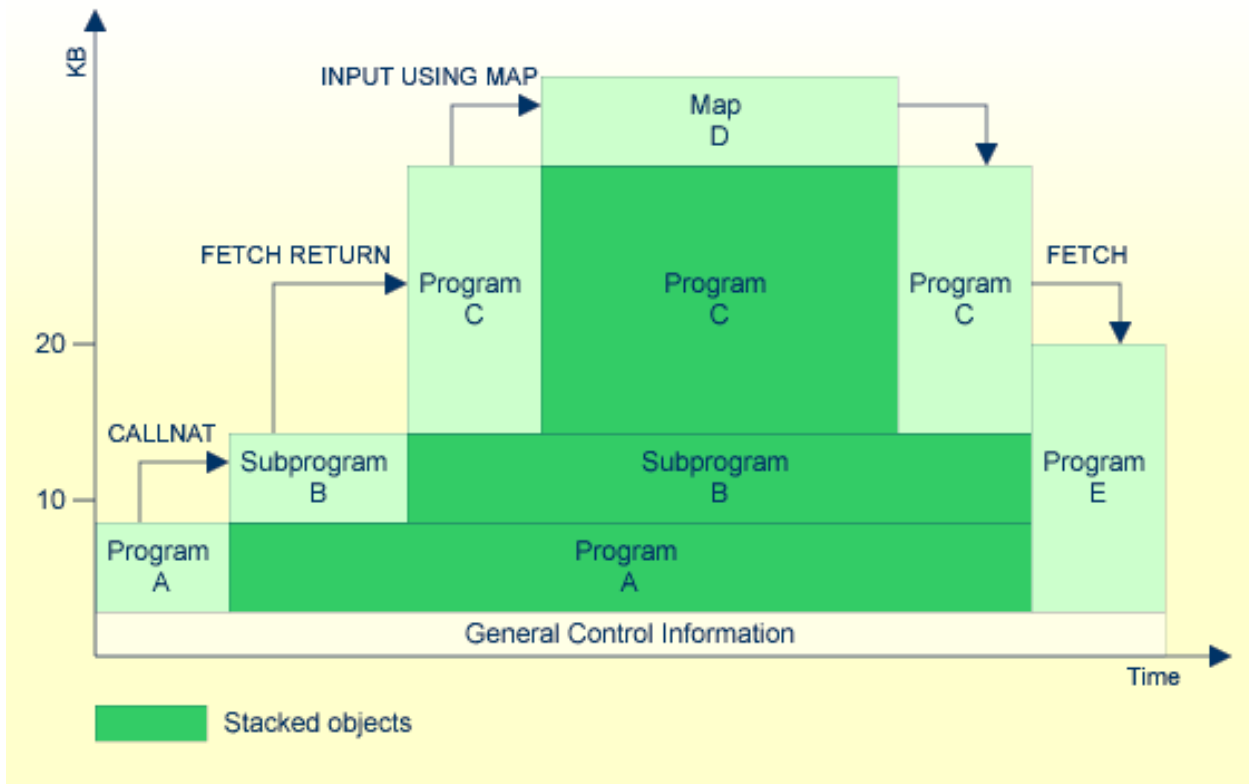 KB
INPUT USING MAP
Map
D
FETCH RETURN
Program
C
Program
C
Program
C
FETCH
20
CALLNAT
Subprogram
B
Subprogram
B
Program
E
10
Program
A
Program
A
General Control Information
Time
Stacked objects